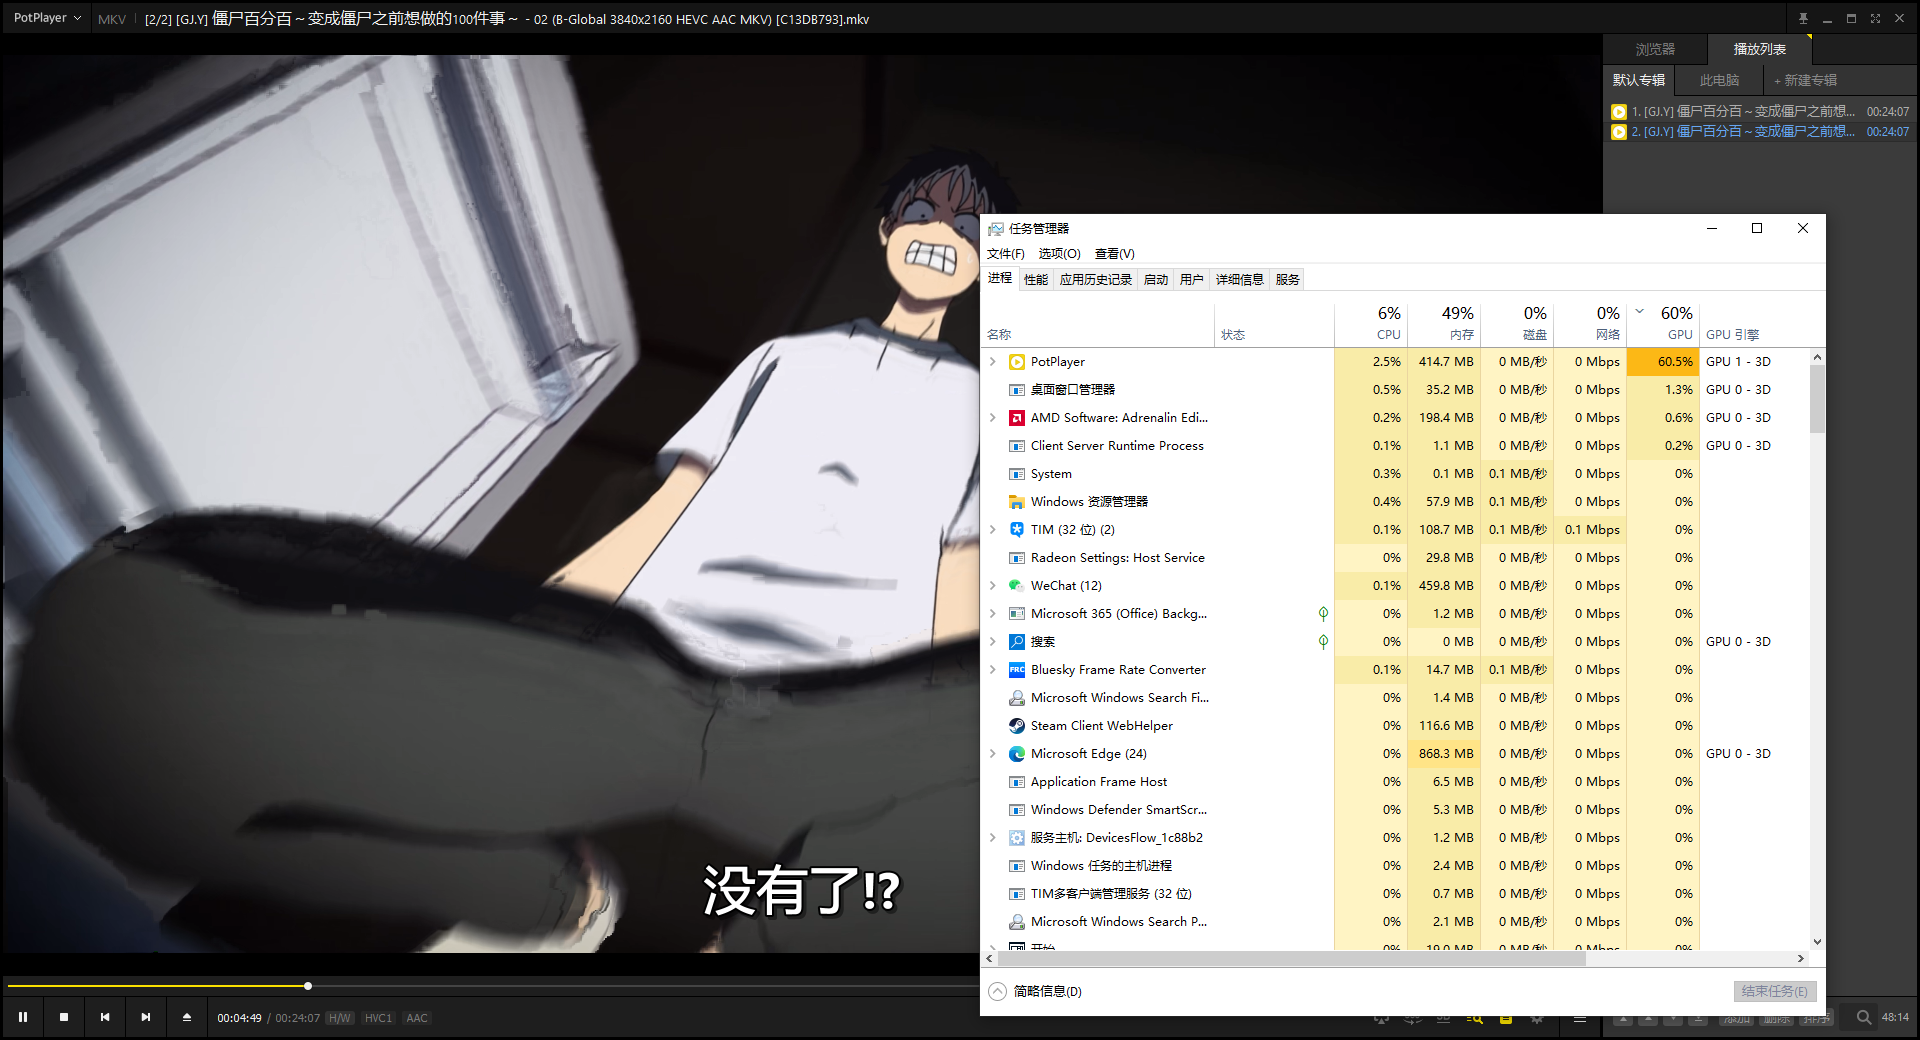 PotPlayer MKV [2/2] [GJ.Y] 僵尸百分百～变成僵尸之前想做的100件事～ - 02 (B-Global 3840x2160 HEVC AAC MKV) [C13DB793].mkv
浏览器 播放列表
默认专辑 此电脑 + 新建专辑
1. [GJ.Y] 僵尸百分百～变成僵尸之前想... 00:24:07
2. [GJ.Y] 僵尸百分百～变成僵尸之前想... 00:24:07
任务管理器
文件(F) 选项(O) 查看(V)
进程 性能 应用历史记录 启动 用户 详细信息 服务
6% 49% 0% 0% 60%
名称 状态 CPU 内存 磁盘 网络 GPU GPU 引擎
PotPlayer 2.5% 414.7 MB 0 MB/秒 0 Mbps 60.5% GPU 1 - 3D
桌面窗口管理器 0.5% 35.2 MB 0 MB/秒 0 Mbps 1.3% GPU 0 - 3D
AMD Software: Adrenalin Edi... 0.2% 198.4 MB 0 MB/秒 0 Mbps 0.6% GPU 0 - 3D
Client Server Runtime Process 0.1% 1.1 MB 0 MB/秒 0 Mbps 0.2% GPU 0 - 3D
System 0.3% 0.1 MB 0.1 MB/秒 0 Mbps 0%
Windows 资源管理器 0.4% 57.9 MB 0.1 MB/秒 0 Mbps 0%
TIM (32 位) (2) 0.1% 108.7 MB 0.1 MB/秒 0.1 Mbps 0%
Radeon Settings: Host Service 0% 29.8 MB 0 MB/秒 0 Mbps 0%
WeChat (12) 0.1% 459.8 MB 0 MB/秒 0 Mbps 0%
Microsoft 365 (Office) Backg... 0% 1.2 MB 0 MB/秒 0 Mbps 0%
搜索 0% 0 MB 0 MB/秒 0 Mbps 0% GPU 0 - 3D
FRC Bluesky Frame Rate Converter 0.1% 14.7 MB 0.1 MB/秒 0 Mbps 0%
Microsoft Windows Search Fi... 0% 1.4 MB 0 MB/秒 0 Mbps 0%
Steam Client WebHelper 0% 116.6 MB 0 MB/秒 0 Mbps 0%
Microsoft Edge (24) 0% 868.3 MB 0 MB/秒 0 Mbps 0% GPU 0 - 3D
Application Frame Host 0% 6.5 MB 0 MB/秒 0 Mbps 0%
Windows Defender SmartScr... 0% 5.3 MB 0 MB/秒 0 Mbps 0%
服务主机: DevicesFlow_1c88b2 0% 1.2 MB 0 MB/秒 0 Mbps 0%
Windows 任务的主机进程 0% 2.4 MB 0 MB/秒 0 Mbps 0%
TIM多客户端管理服务 (32 位) 0% 0.7 MB 0 MB/秒 0 Mbps 0%
Microsoft Windows Search P... 0% 2.1 MB 0 MB/秒 0 Mbps 0%
开始 0% 19.0 MB 0 MB/秒 0 Mbps 0%
简略信息(D) 结束任务(E)
没有了!?
00:04:49 / 00:24:07 H/W HVC1 AAC
添加 删除 排序 48:14